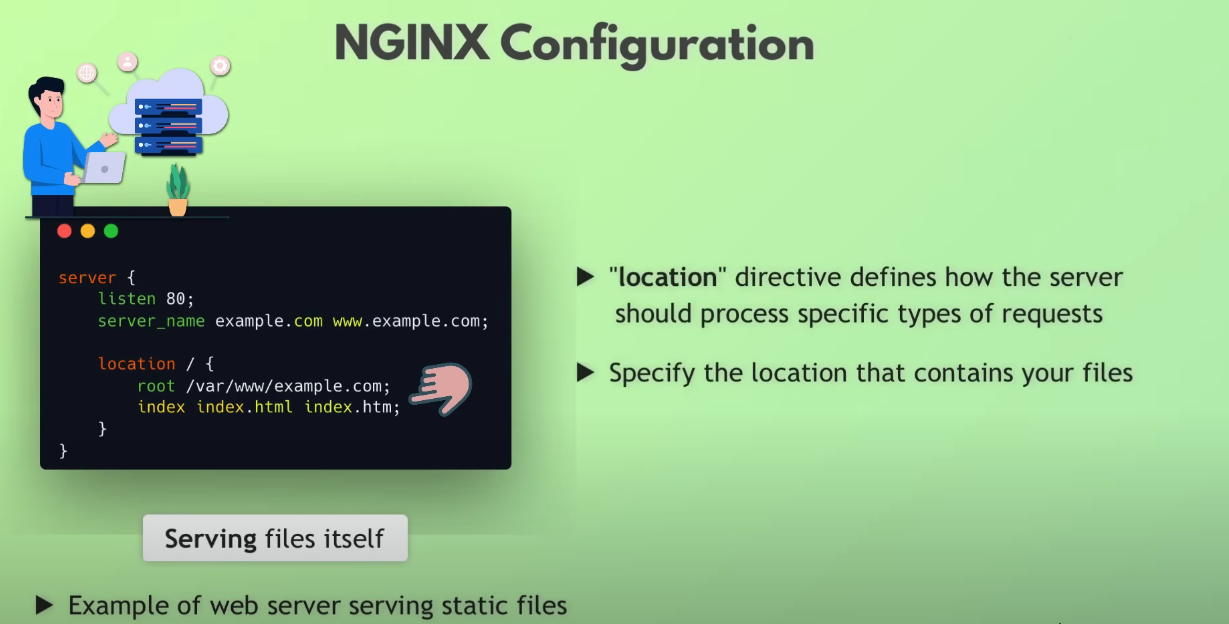 NGINX Configuration
server {
    listen 80;
    server_name example.com www.example.com;

    location / {
        root /var/www/example.com;
        index index.html index.htm;
    }
}
▶ "location" directive defines how the server
should process specific types of requests
▶ Specify the location that contains your files
Serving files itself
▶ Example of web server serving static files